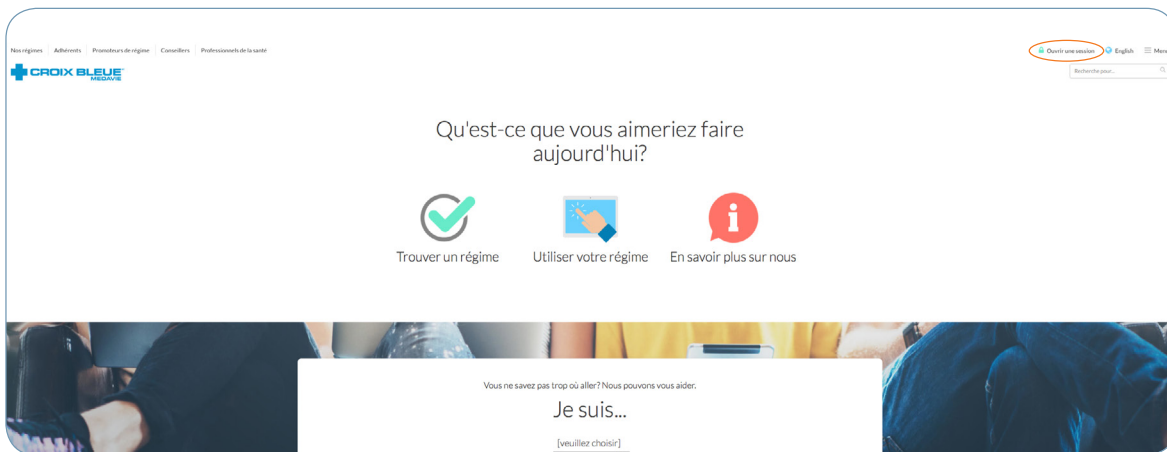 Nos régimes Adhérents Promoteurs de régime Conseillers Professionnels de la santé
Ouvrir une session English Menu
CROIX BLEUE
MEDAVIE
Recherche pour...
Qu'est-ce que vous aimeriez faire
aujourd'hui?
Trouver un régime Utiliser votre régime En savoir plus sur nous
Vous ne savez pas trop où aller? Nous pouvons vous aider.
Je suis...
[veuillez choisir]